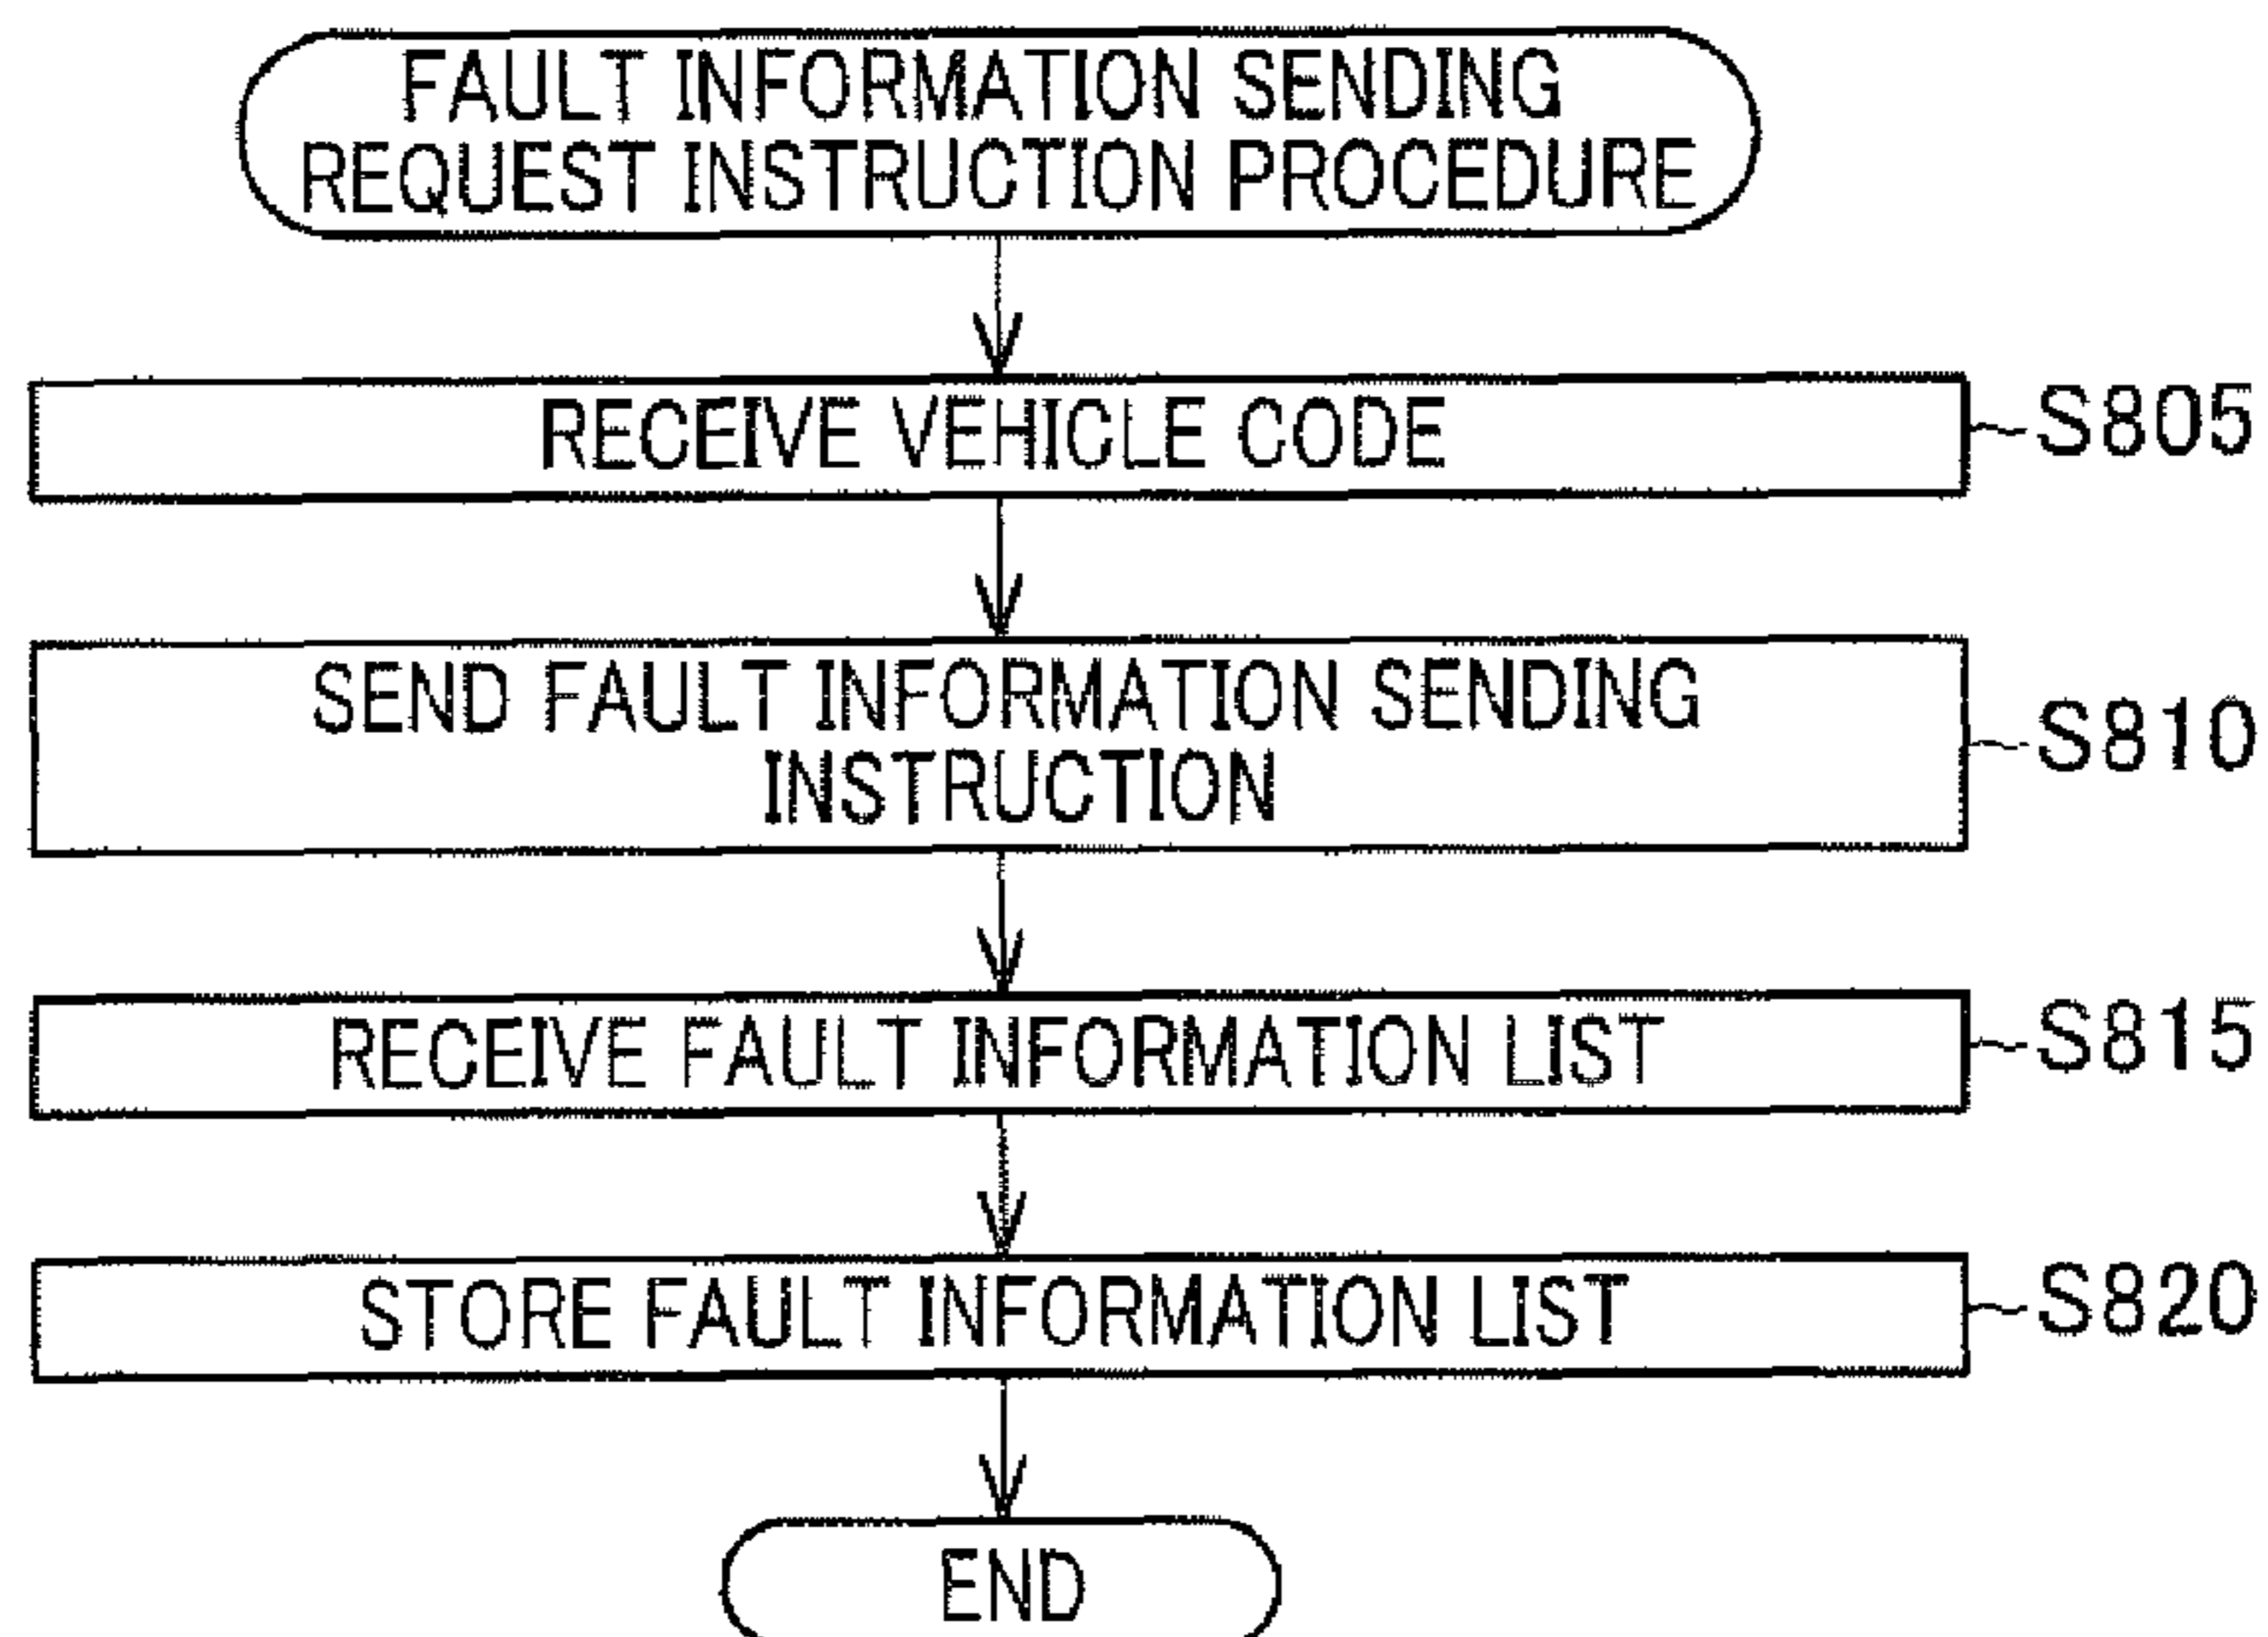 FAULT INFORMATION SENDING
REQUEST INSTRUCTION PROCEDURE
RECEIVE VEHICLE CODE
S805
SEND FAULT INFORMATION SENDING
INSTRUCTION
S810
RECEIVE FAULT INFORMATION LIST
S815
STORE FAULT INFORMATION LIST
S820
END